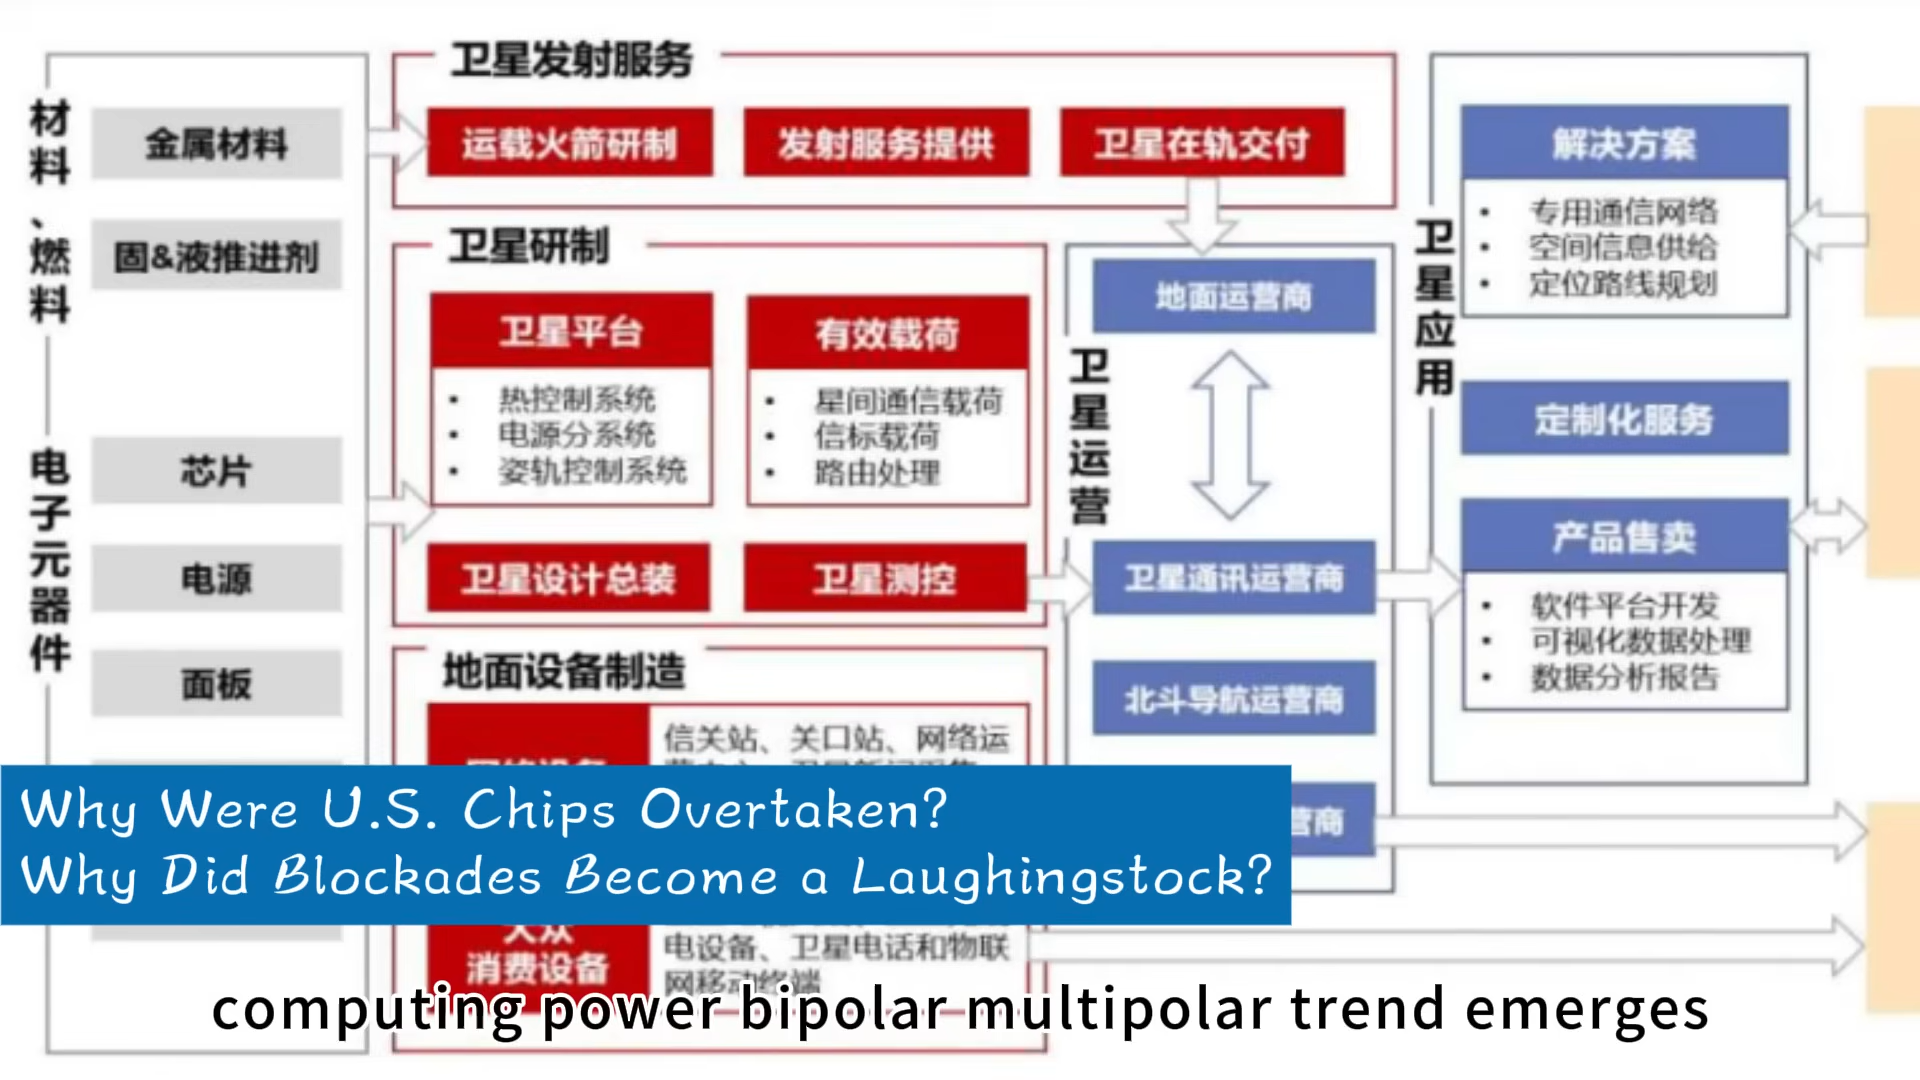 材料、燃料
金属材料
固&液推进剂
电子元器件
芯片
电源
面板
卫星发射服务
运载火箭研制
发射服务提供
卫星在轨交付
卫星研制
卫星平台
• 热控制系统
• 电源分系统
• 姿轨控制系统
有效载荷
• 星间通信载荷
• 信标载荷
• 路由处理
卫星设计总装
卫星测控
地面设备制造
信关站、关口站、网络运
消费设备
电设备、卫星电话和物联
网移动终端
卫星运营
地面运营商
卫星通讯运营商
北斗导航运营商
营商
卫星应用
解决方案
• 专用通信网络
• 空间信息供给
• 定位路线规划
定制化服务
产品售卖
• 软件平台开发
• 可视化数据处理
• 数据分析报告
Why Were U.S. Chips Overtaken?
Why Did Blockades Become a Laughingstock?
computing power bipolar multipolar trend emerges